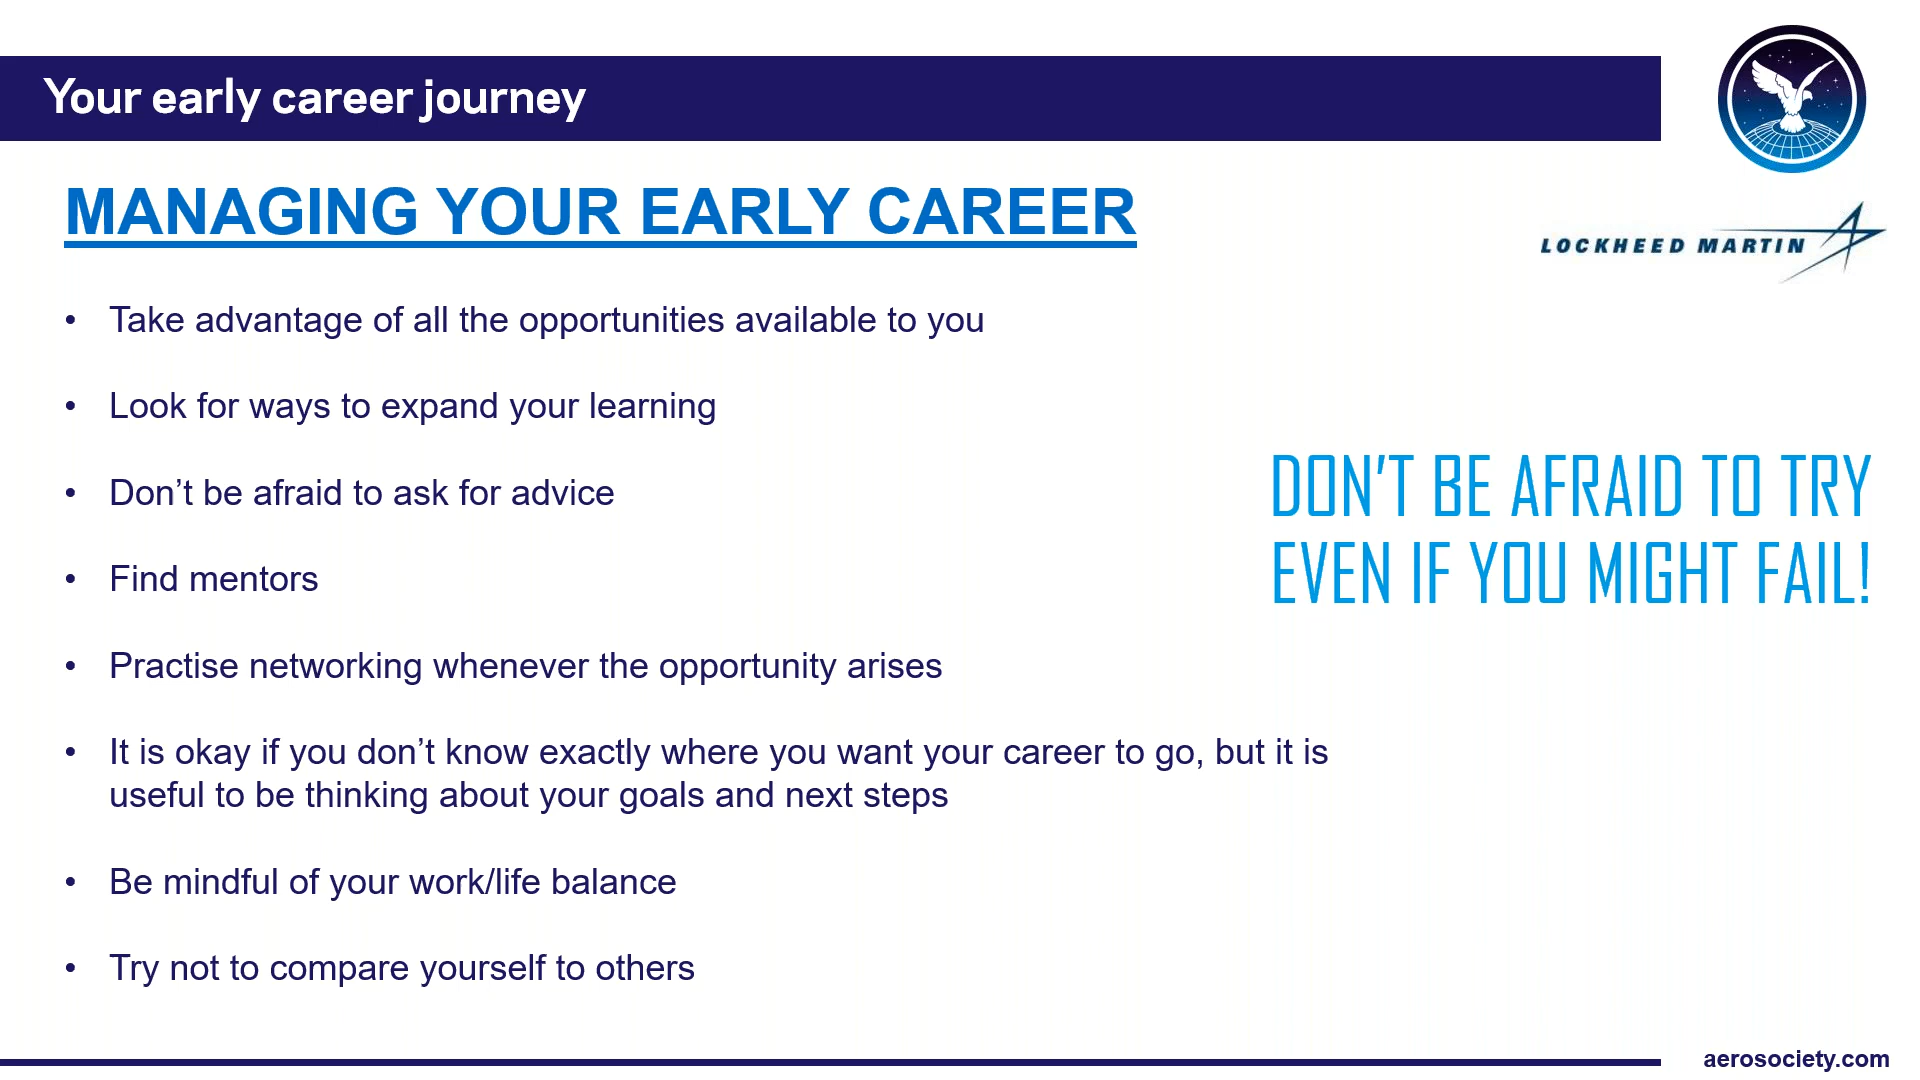 Your early career journey
MANAGING YOUR EARLY CAREER
LOCKHEED MARTIN
• Take advantage of all the opportunities available to you
• Look for ways to expand your learning
• Don’t be afraid to ask for advice
• Find mentors
• Practise networking whenever the opportunity arises
• It is okay if you don’t know exactly where you want your career to go, but it is
useful to be thinking about your goals and next steps
• Be mindful of your work/life balance
• Try not to compare yourself to others
DON’T BE AFRAID TO TRY
EVEN IF YOU MIGHT FAIL!
aerosociety.com